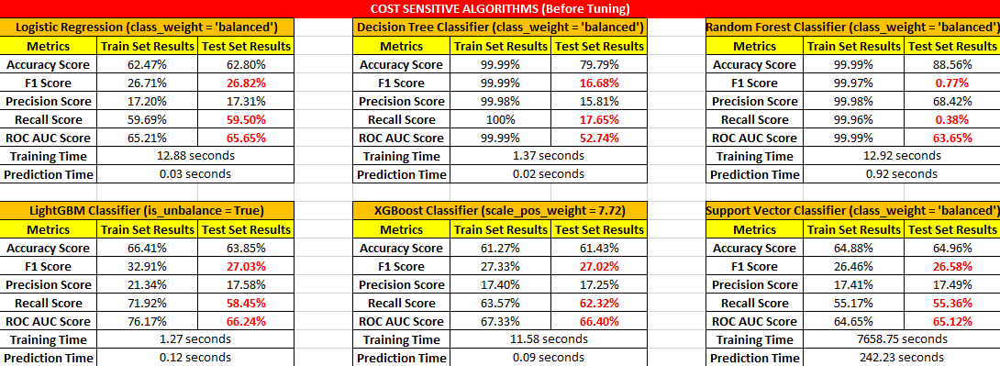 COST SENSITIVE ALGORITHMS (Before Tuning)
Logistic Regression (class_weight = 'balanced')
Metrics Train Set Results Test Set Results
Accuracy Score 62.47% 62.80%
F1 Score 26.71% 26.82%
Precision Score 17.20% 17.31%
Recall Score 59.69% 59.50%
ROC AUC Score 65.21% 65.65%
Training Time 12.88 seconds
Prediction Time 0.03 seconds
Decision Tree Classifier (class_weight = 'balanced')
Metrics Train Set Results Test Set Results
Accuracy Score 99.99% 79.79%
F1 Score 99.99% 16.68%
Precision Score 99.98% 15.81%
Recall Score 100% 17.65%
ROC AUC Score 99.99% 52.74%
Training Time 1.37 seconds
Prediction Time 0.02 seconds
Random Forest Classifier (class_weight = 'balanced')
Metrics Train Set Results Test Set Results
Accuracy Score 99.99% 88.56%
F1 Score 99.97% 0.77%
Precision Score 99.98% 68.42%
Recall Score 99.96% 0.38%
ROC AUC Score 99.99% 63.65%
Training Time 12.92 seconds
Prediction Time 0.92 seconds
LightGBM Classifier (is_unbalance = True)
Metrics Train Set Results Test Set Results
Accuracy Score 66.41% 63.85%
F1 Score 32.91% 27.03%
Precision Score 21.34% 17.58%
Recall Score 71.92% 58.45%
ROC AUC Score 76.17% 66.24%
Training Time 1.27 seconds
Prediction Time 0.12 seconds
XGBoost Classifier (scale_pos_weight = 7.72)
Metrics Train Set Results Test Set Results
Accuracy Score 61.27% 61.43%
F1 Score 27.33% 27.02%
Precision Score 17.40% 17.25%
Recall Score 63.57% 62.32%
ROC AUC Score 67.33% 66.40%
Training Time 11.58 seconds
Prediction Time 0.09 seconds
Support Vector Classifier (class_weight = 'balanced')
Metrics Train Set Results Test Set Results
Accuracy Score 64.88% 64.96%
F1 Score 26.46% 26.58%
Precision Score 17.41% 17.49%
Recall Score 55.17% 55.36%
ROC AUC Score 64.65% 65.12%
Training Time 7658.75 seconds
Prediction Time 242.23 seconds